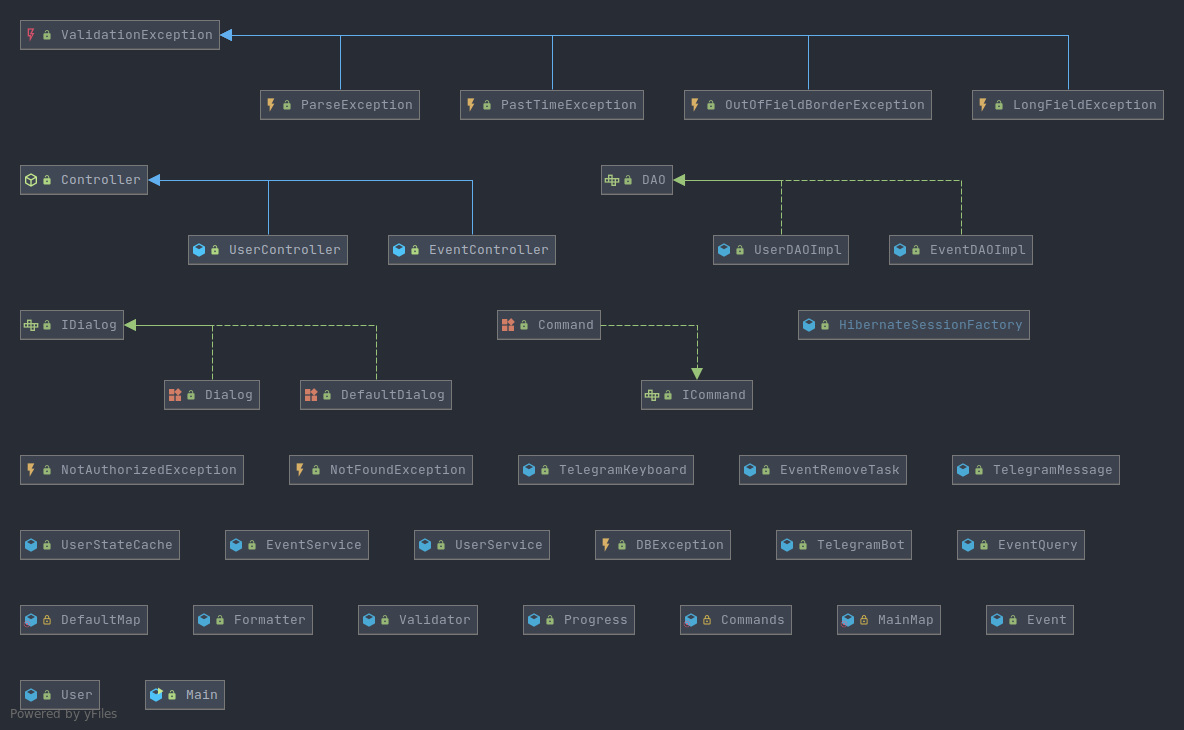 ValidationException
ParseException PastTimeException OutOfFieldBorderException LongFieldException
Controller DAO
UserController EventController UserDAOImpl EventDAOImpl
IDialog Command HibernateSessionFactory
Dialog DefaultDialog ICommand
NotAuthorizedException NotFoundException TelegramKeyboard EventRemoveTask TelegramMessage
UserStateCache EventService UserService DBException TelegramBot EventQuery
DefaultMap Formatter Validator Progress Commands MainMap Event
User Main
Powered by yFiles